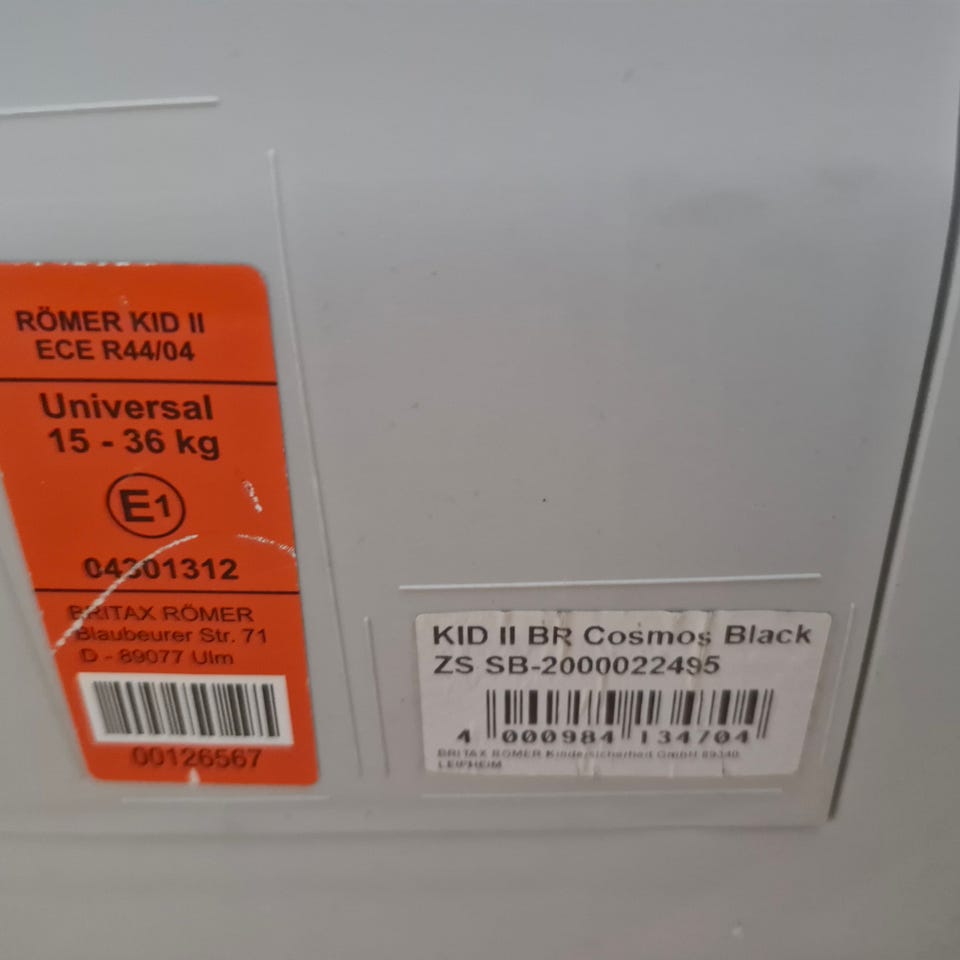 RÖMER KID II
ECE R44/04
Universal
15 - 36 kg
E1
04301312
BRITAX RÖMER
Blaubeurer Str. 71
D - 89077 Ulm
00126567
KID II BR Cosmos Black
ZS SB-2000022495
4 000984 134704
BRITAX RÖMER Kindersicherheit GmbH 89340
LEIPHEIM